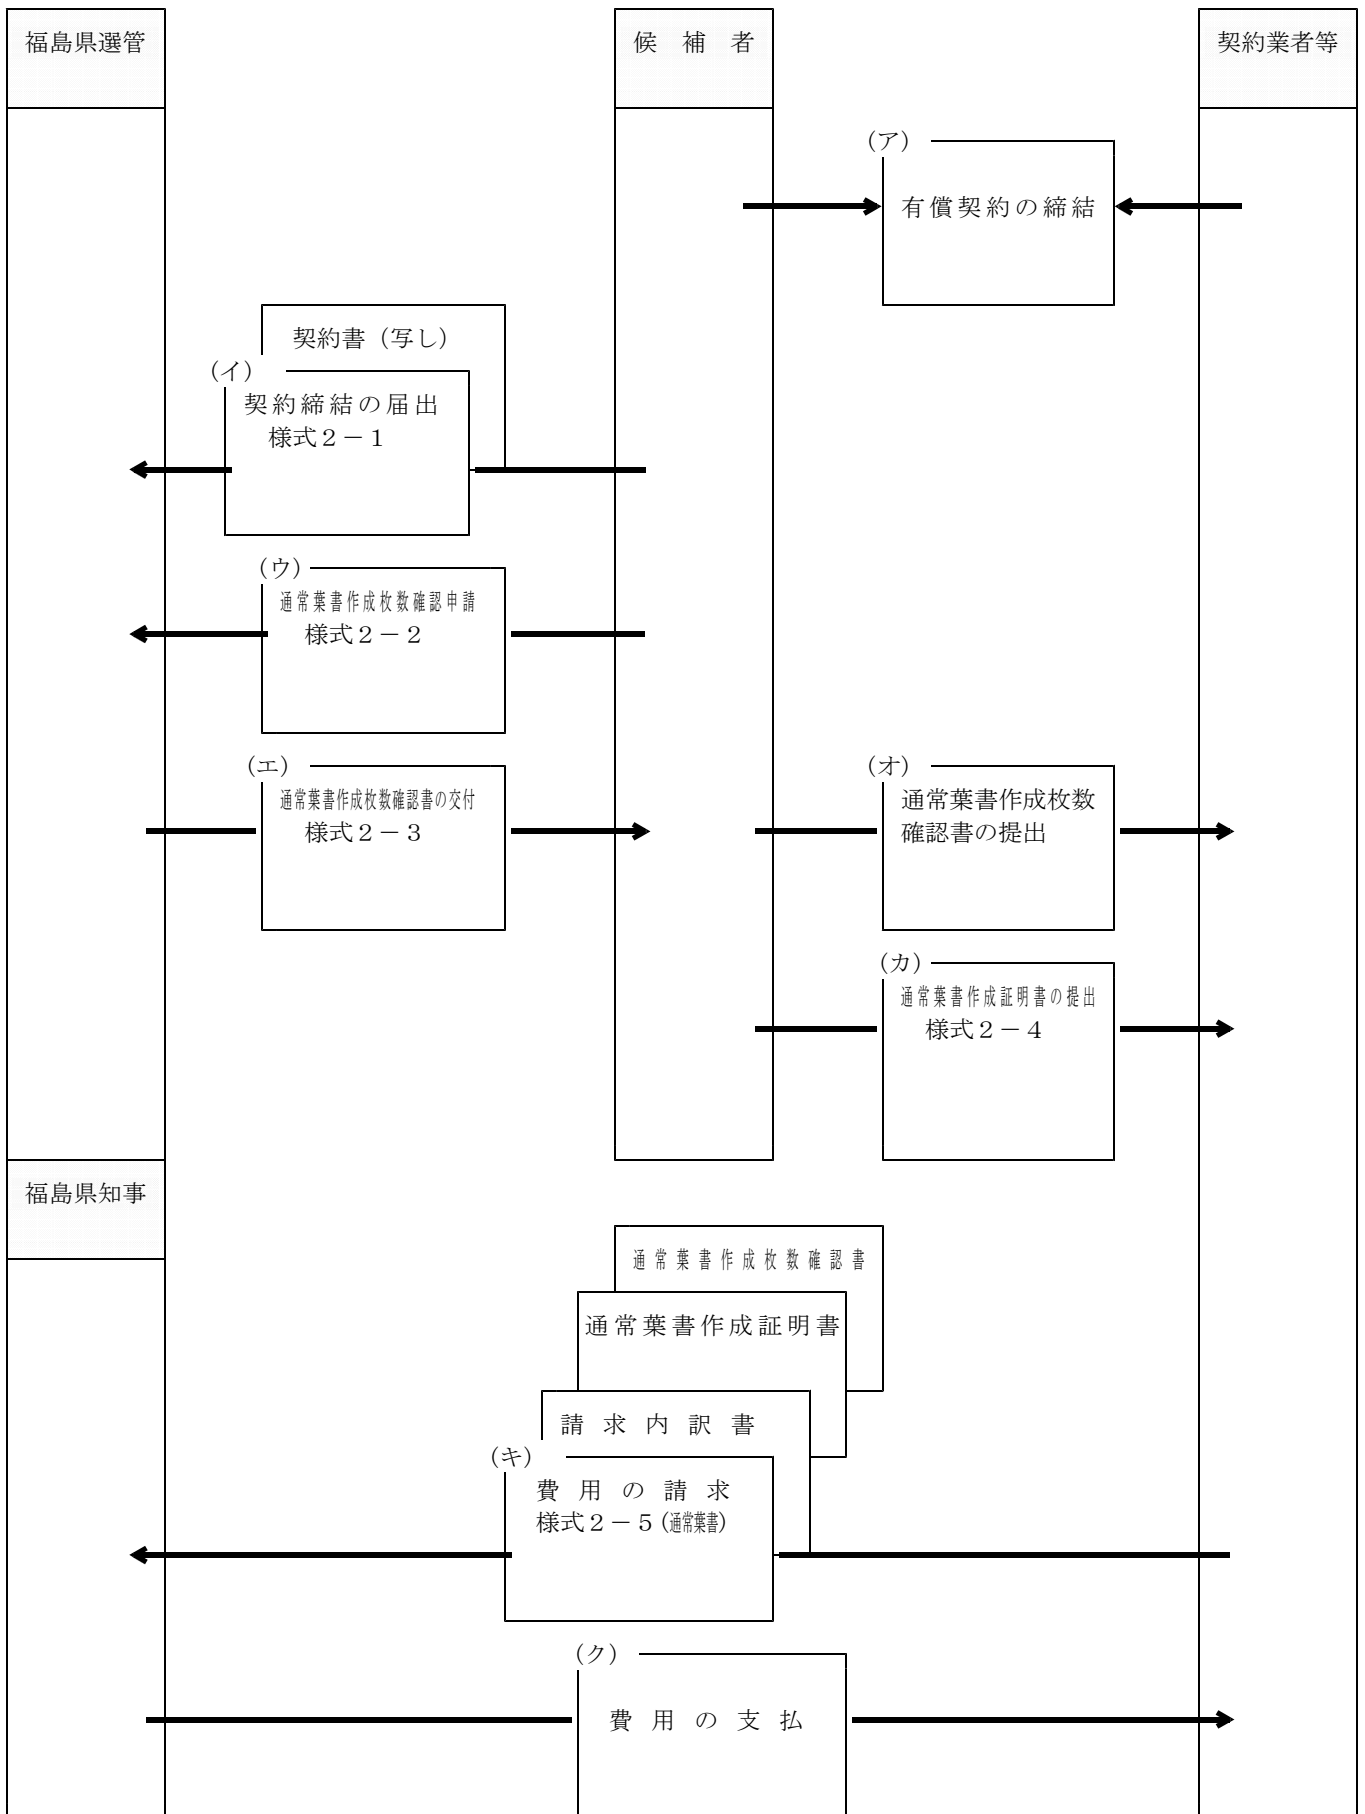 福島県選管
候　補　者
契約業者等
（ア）
有償契約の締結
契約書（写し）
（イ）
契約締結の届出
様式２－１
（ウ）
通常葉書作成枚数確認申請
様式２－２
（エ）
通常葉書作成枚数確認書の交付
様式２－３
（オ）
通常葉書作成枚数
確認書の提出
（カ）
通常葉書作成証明書の提出
様式２－４
福島県知事
通常葉書作成枚数確認書
通常葉書作成証明書
請　求　内　訳　書
（キ）
費　用　の　請　求
様式２－５（通常葉書）
（ク）
費　用　の　支　払